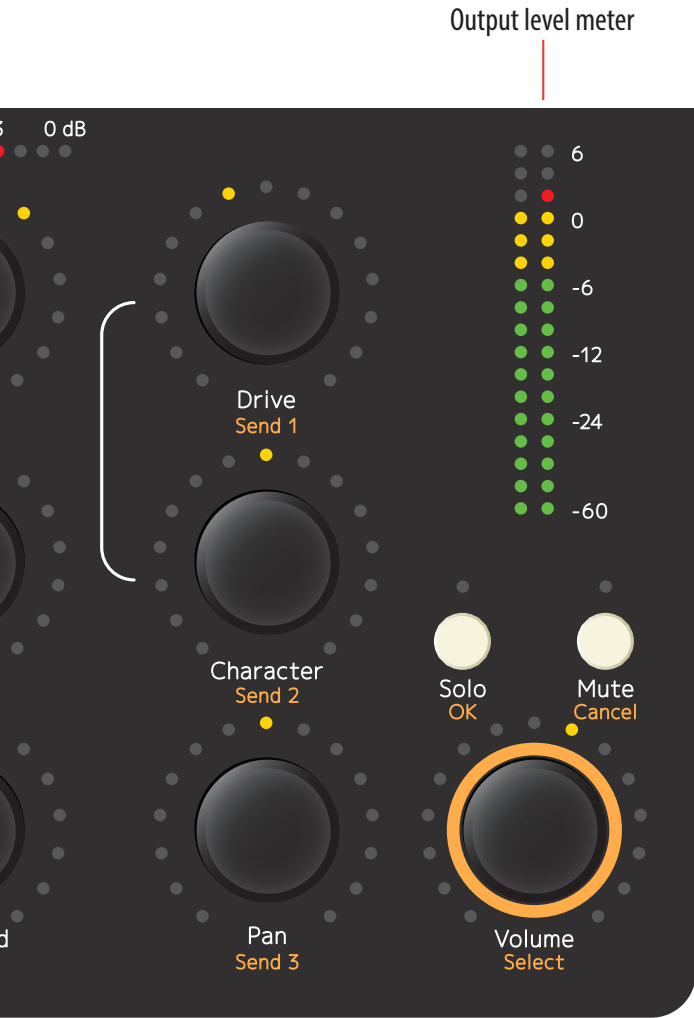 Output level meter
0 dB
6
0
-6
-12
-24
-60
Drive
Send 1
Character
Send 2
Solo
OK
Mute
Cancel
Pan
Send 3
Volume
Select